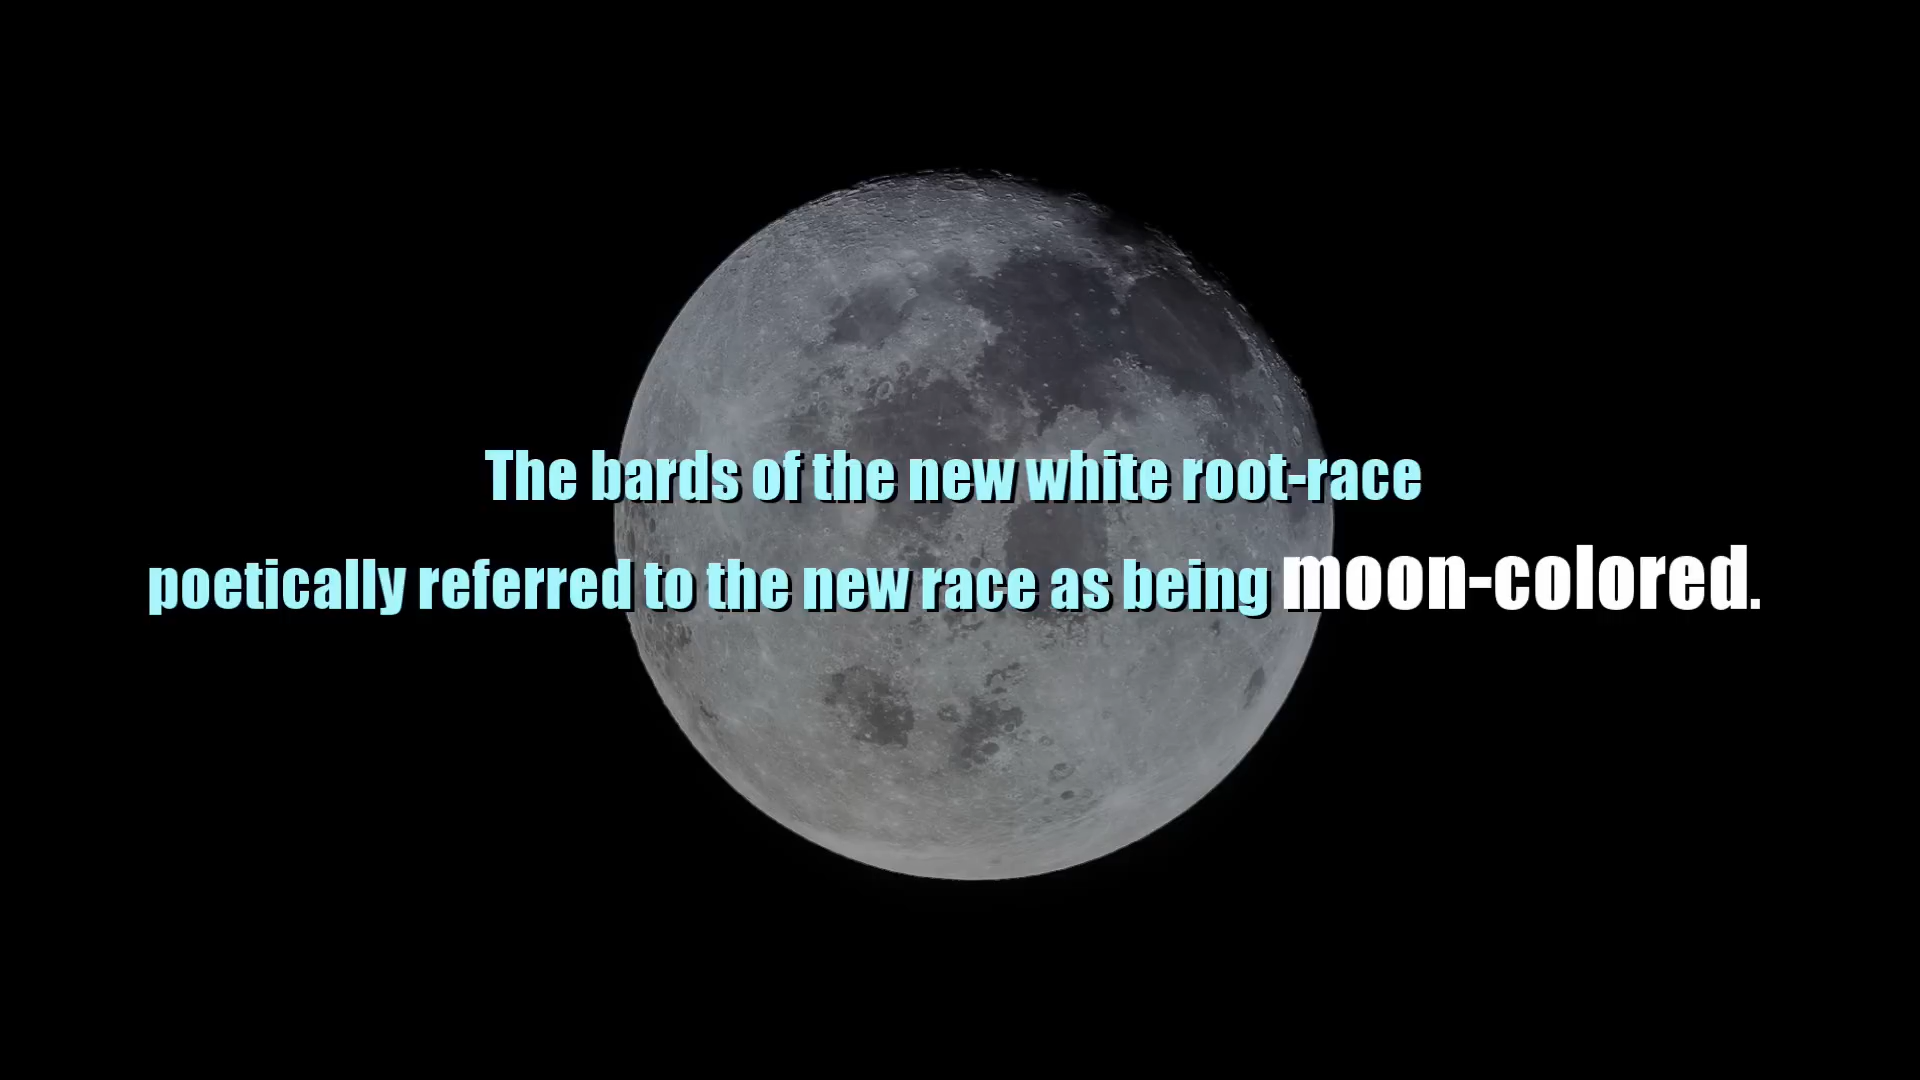 The bards of the new white root-race
poetically referred to the new race as being moon-colored.